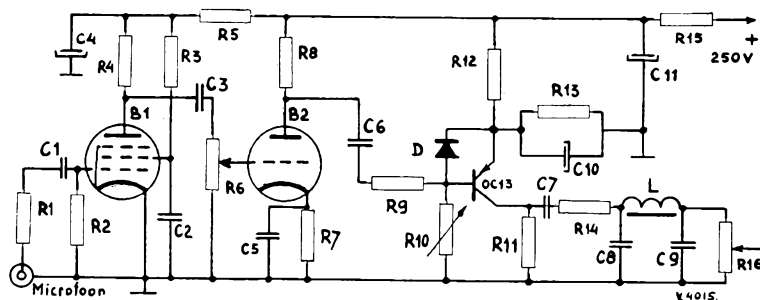 C4
R5
R15
+
250V
R4
R3
R8
R12
C11
C3
R13
B1
B2
C6
C10
C1
D
OC13
R6
C7
L
R9
R1
R2
C2
C5
R7
R10
R11
R14
C8
C9
R16
Microfoon
V4015.